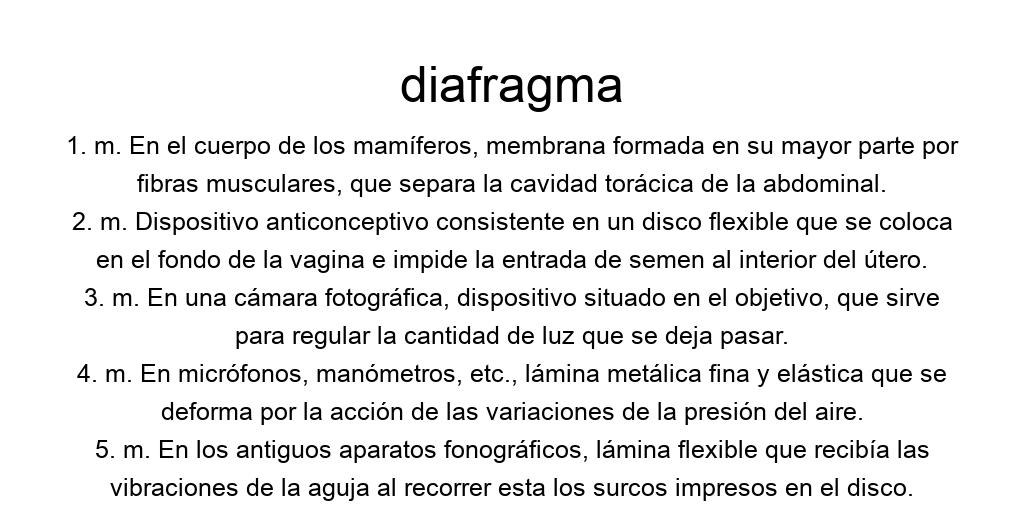 diafragma
1. m. En el cuerpo de los mamíferos, membrana formada en su mayor parte por
fibras musculares, que separa la cavidad torácica de la abdominal.
2. m. Dispositivo anticonceptivo consistente en un disco flexible que se coloca
en el fondo de la vagina e impide la entrada de semen al interior del útero.
3. m. En una cámara fotográfica, dispositivo situado en el objetivo, que sirve
para regular la cantidad de luz que se deja pasar.
4. m. En micrófonos, manómetros, etc., lámina metálica fina y elástica que se
deforma por la acción de las variaciones de la presión del aire.
5. m. En los antiguos aparatos fonográficos, lámina flexible que recibía las
vibraciones de la aguja al recorrer esta los surcos impresos en el disco.